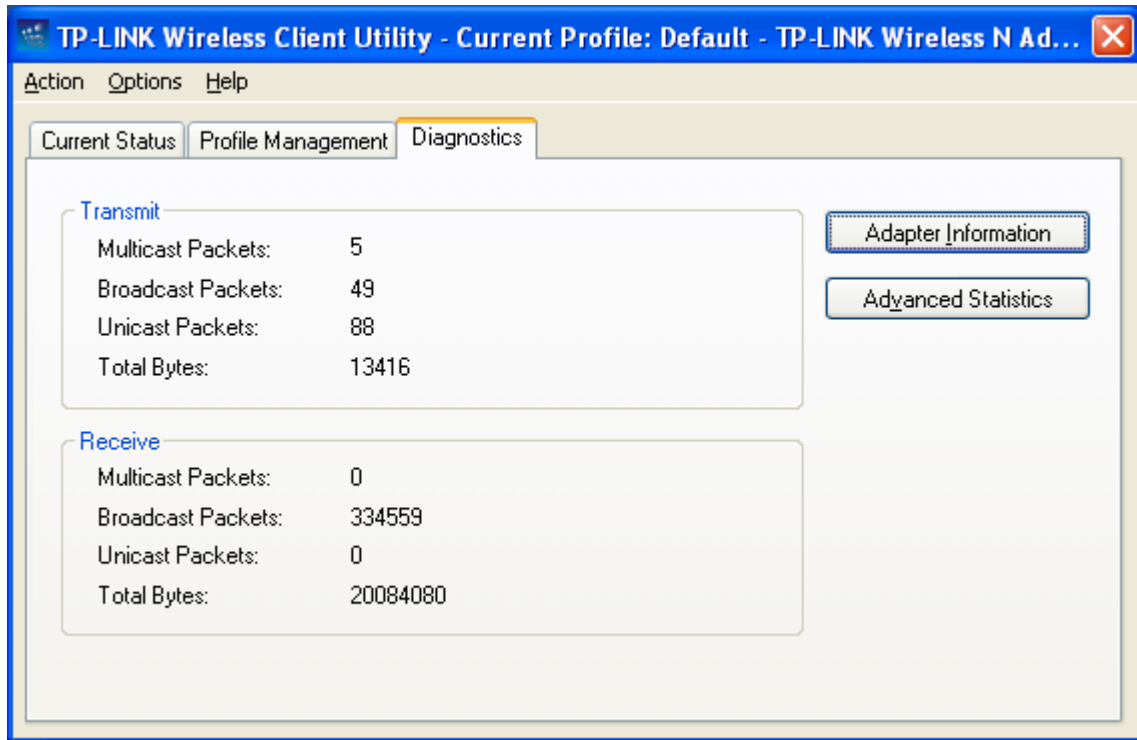 TP-LINK Wireless Client Utility - Current Profile: Default - TP-LINK Wireless N Ad...
Action Options Help
Current Status Profile Management Diagnostics
Transmit
Multicast Packets: 5
Broadcast Packets: 49
Unicast Packets: 88
Total Bytes: 13416
Adapter Information
Advanced Statistics
Receive
Multicast Packets: 0
Broadcast Packets: 334559
Unicast Packets: 0
Total Bytes: 20084080